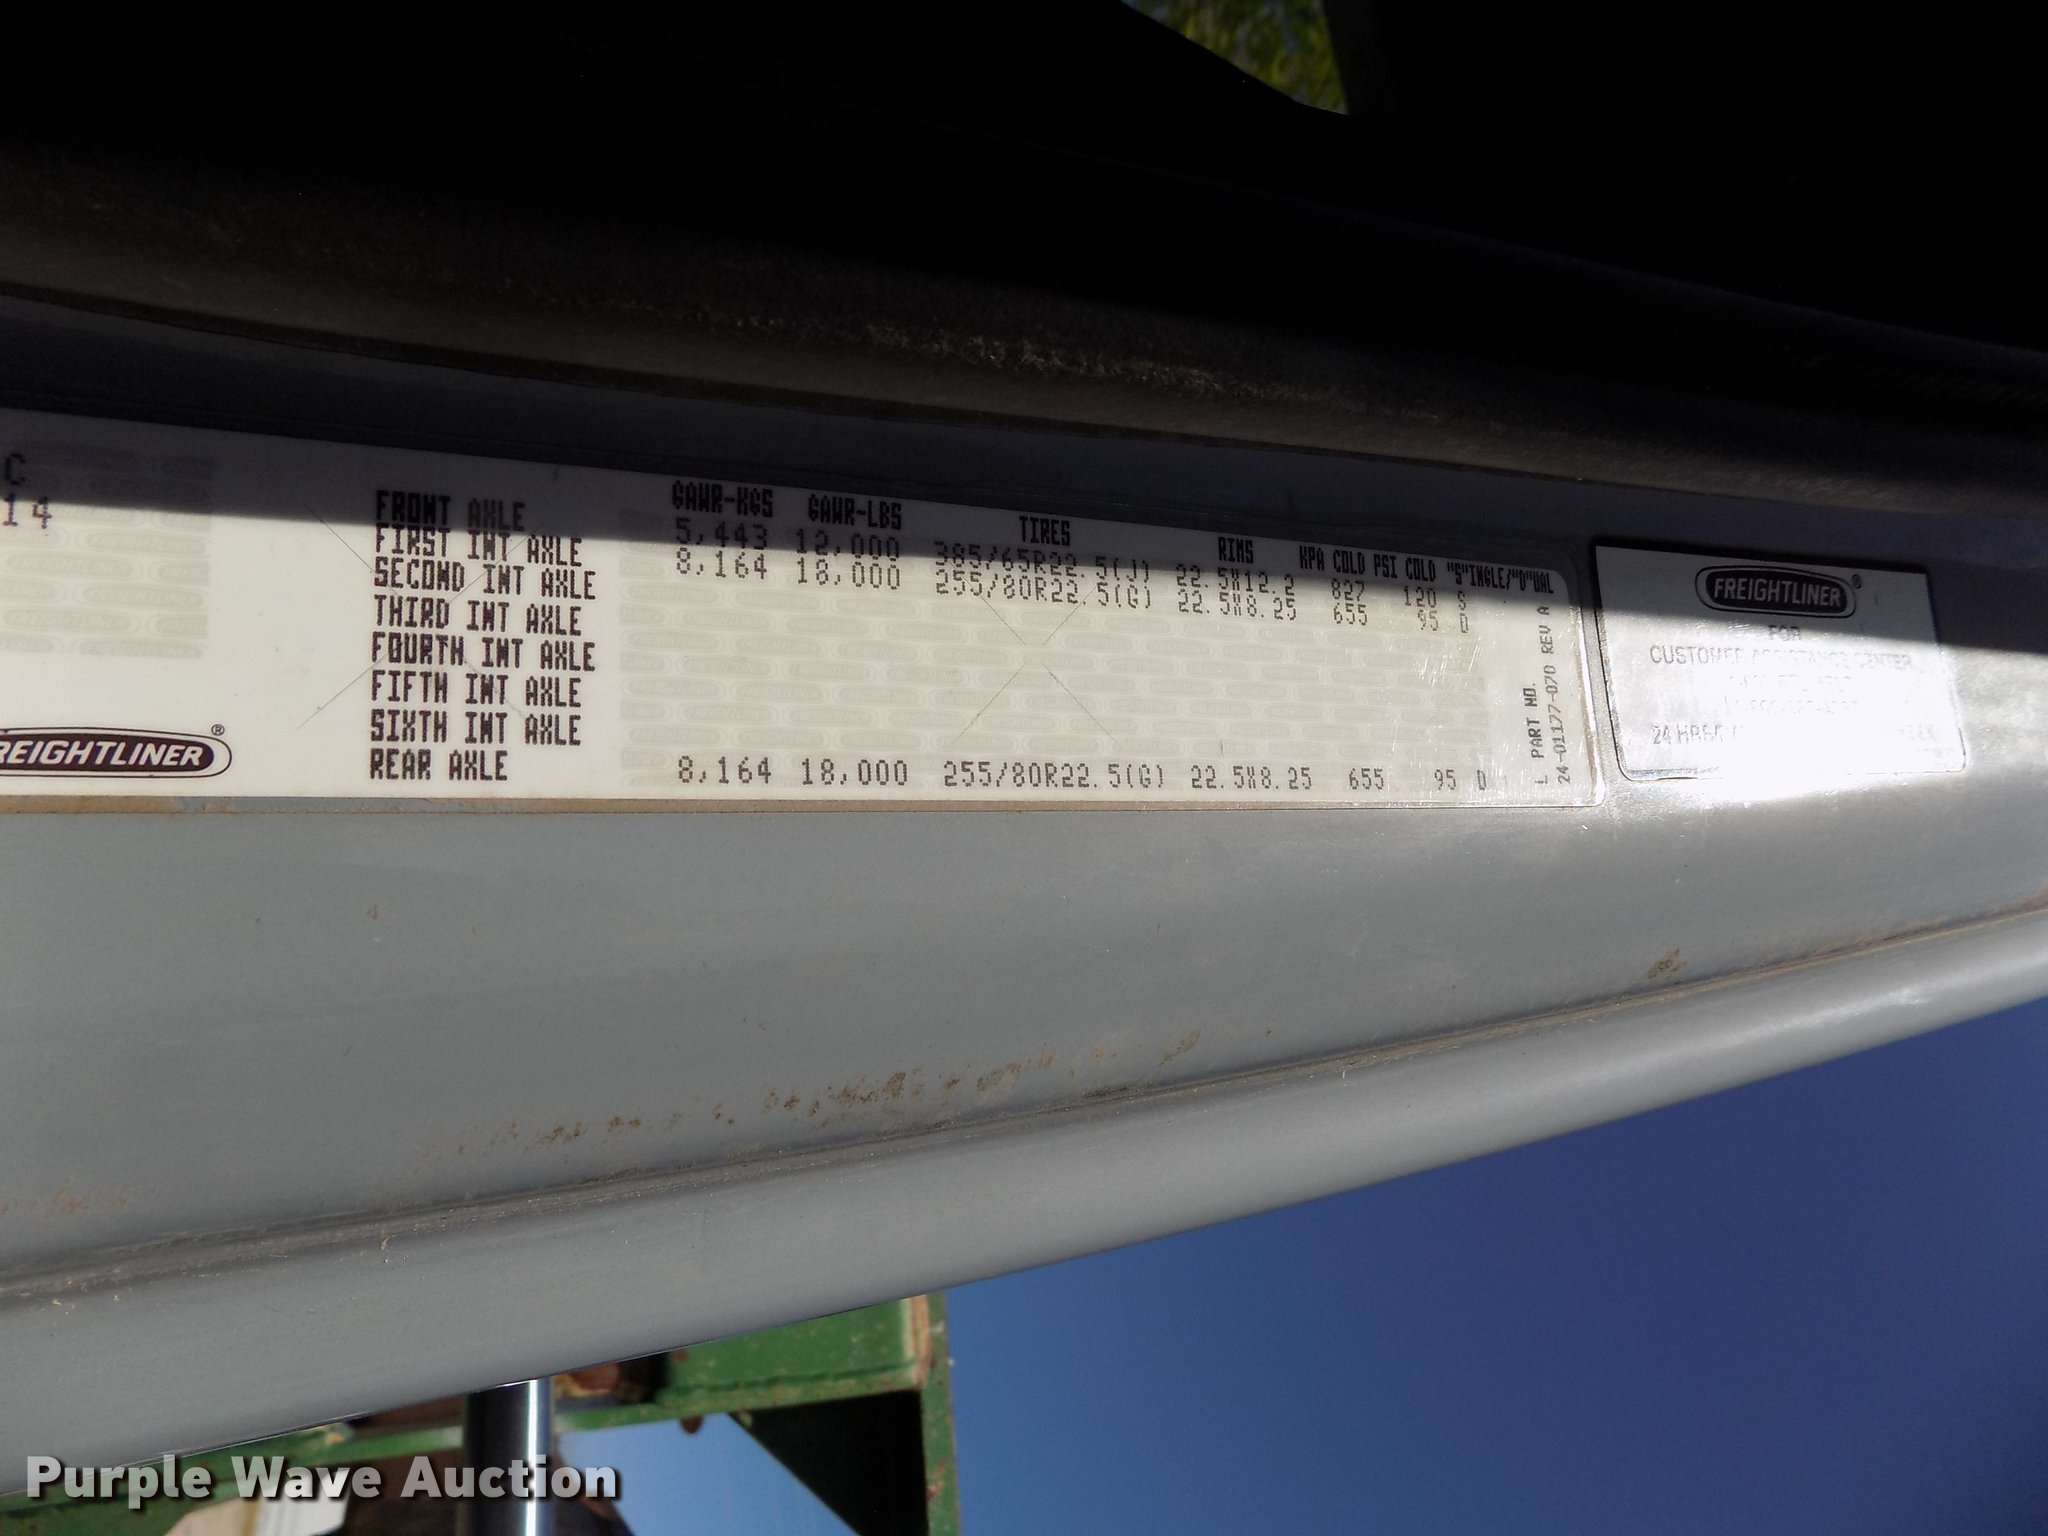 C
14
FREIGHTLINER®
GAWR-KGS GAWR-LBS TIRES RIMS KPA COLD PSI COLD "S"INGLE/"D"UAL
FRONT AXLE 5,443 12,000 385/65R22.5(J) 22.5X12.2 827 120 S
FIRST INT AXLE 8,164 18,000 255/80R22.5(G) 22.5X8.25 655 95 D
SECOND INT AXLE
THIRD INT AXLE
FOURTH INT AXLE
FIFTH INT AXLE
SIXTH INT AXLE
REAR AXLE 8,164 18,000 255/80R22.5(G) 22.5X8.25 655 95 D
L PART NO.
24-01177-070 REV A
FREIGHTLINER®
FOR
CUSTOMER ASSISTANCE CENTER
24 HRS
Purple Wave Auction